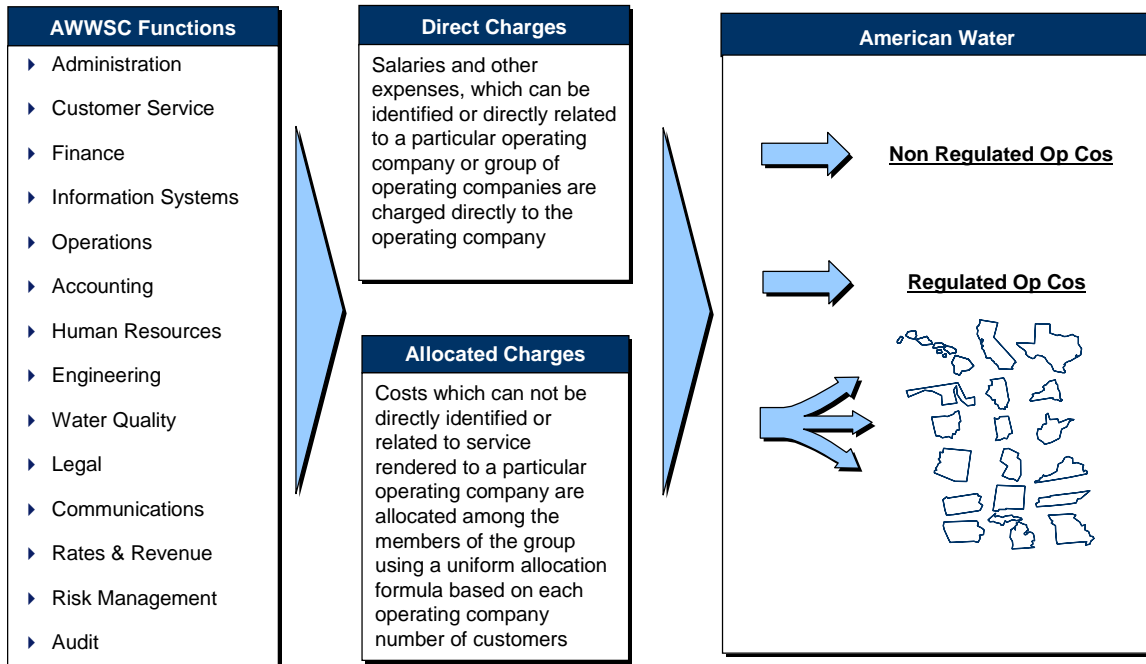 AWWSC Functions
Administration
Customer Service
Finance
Information Systems
Operations
Accounting
Human Resources
Engineering
Water Quality
Legal
Communications
Rates & Revenue
Risk Management
Audit
Direct Charges
Salaries and other
expenses, which can be
identified or directly related
to a particular operating
company or group of
operating companies are
charged directly to the
operating company
Allocated Charges
Costs which can not be
directly identified or
related to service
rendered to a particular
operating company are
allocated among the
members of the group
using a uniform allocation
formula based on each
operating company
number of customers
American Water
Non Regulated Op Cos
Regulated Op Cos